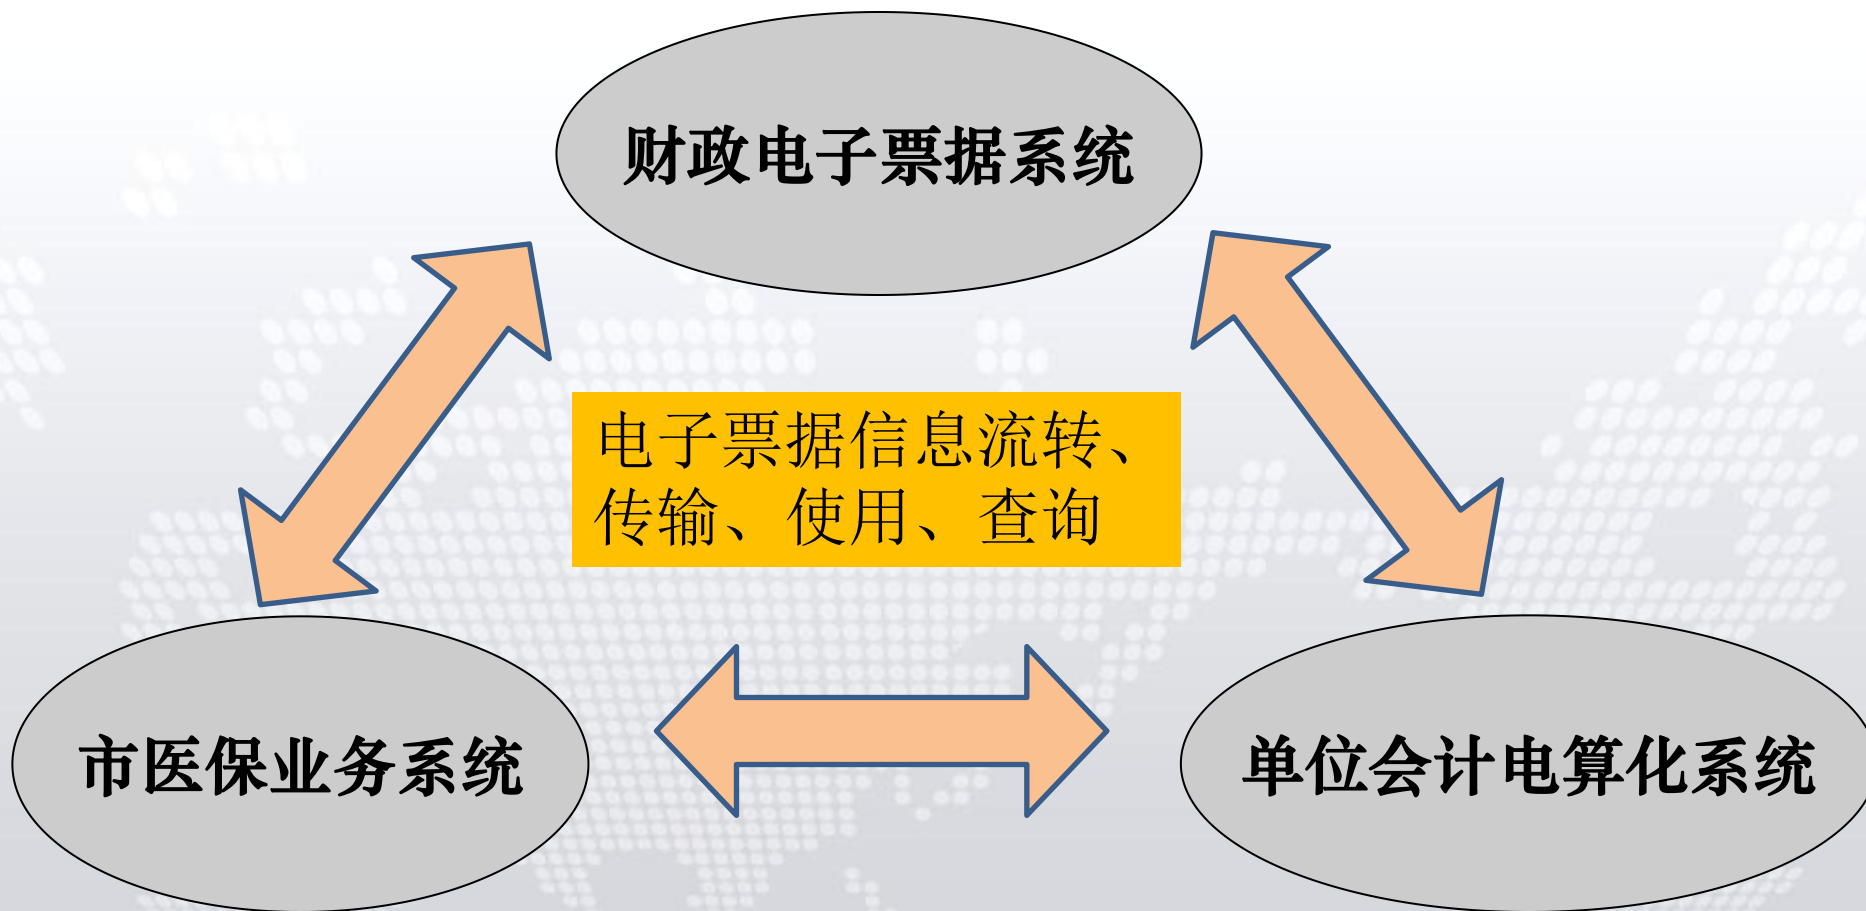 财政电子票据系统
电子票据信息流转、
传输、使用、查询
市医保业务系统
单位会计电算化系统